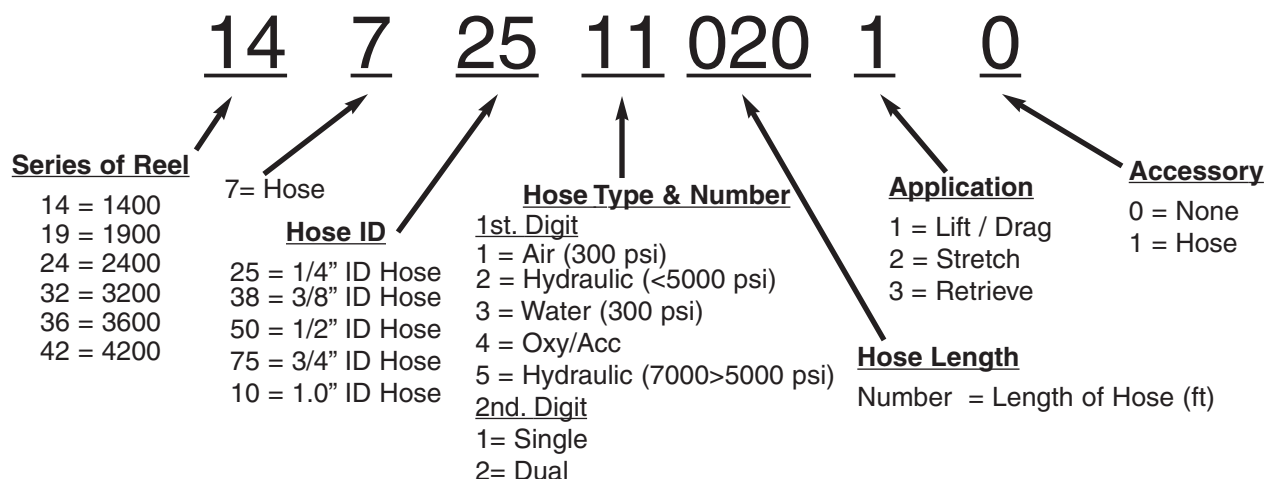 14 7 25 11 020 1 0
Series of Reel
14 = 1400
19 = 1900
24 = 2400
32 = 3200
36 = 3600
42 = 4200
7= Hose
Hose ID
25 = 1/4” ID Hose
38 = 3/8” ID Hose
50 = 1/2” ID Hose
75 = 3/4” ID Hose
10 = 1.0” ID Hose
Hose Type & Number
1st. Digit
1 = Air (300 psi)
2 = Hydraulic (<5000 psi)
3 = Water (300 psi)
4 = Oxy/Acc
5 = Hydraulic (7000>5000 psi)
2nd. Digit
1= Single
2= Dual
Hose Length
Number = Length of Hose (ft)
Application
1 = Lift / Drag
2 = Stretch
3 = Retrieve
Accessory
0 = None
1 = Hose